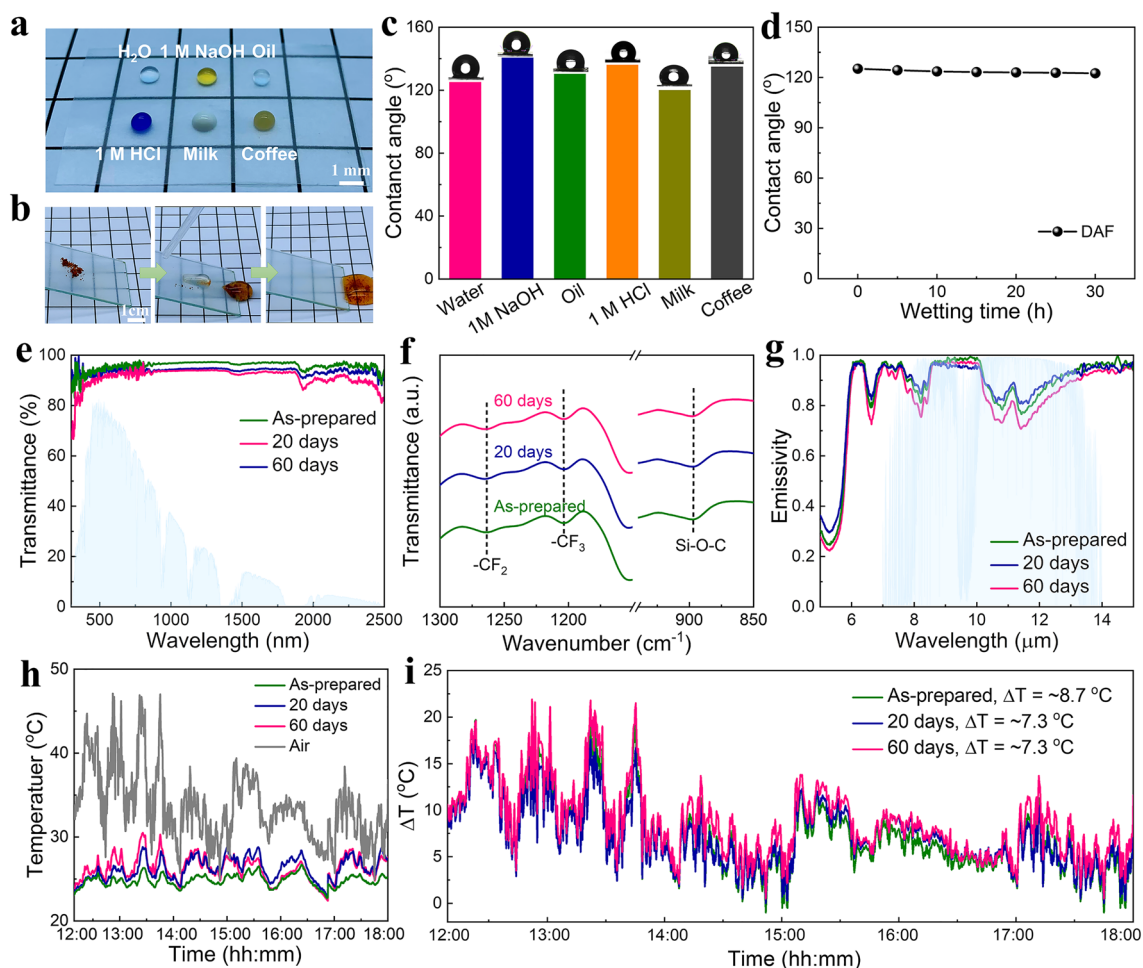 a
H₂O 1 M NaOH Oil
1 M HCl Milk Coffee
1 mm
b
1cm
c
Contanct angle (°)
160
120
80
40
0
Water
1M NaOH
Oil
1 M HCl
Milk
Coffee
d
Contact angle (°)
150
120
90
60
30
0
DAF
0 10 20 30
Wetting time (h)
e
Transmittance (%)
100
80
60
40
20
0
As-prepared
20 days
60 days
500 1000 1500 2000 2500
Wavelength (nm)
f
Transmittance (a.u.)
60 days
20 days
As-prepared
-CF₂
-CF₃
Si-O-C
1300 1200 900 850
Wavenumber (cm⁻¹)
g
Emissivity
1.0
0.8
0.6
0.4
0.2
0.0
As-prepared
20 days
60 days
6 8 10 12 14
Wavelength (μm)
h
Temperatuer (°C)
50
40
30
20
As-prepared
20 days
60 days
Air
12:00 13:00 14:00 15:00 16:00 17:00 18:00
Time (hh:mm)
i
ΔT (°C)
25
20
15
10
5
0
As-prepared, ΔT = ~8.7 °C
20 days, ΔT = ~7.3 °C
60 days, ΔT = ~7.3 °C
12:00 13:00 14:00 15:00 16:00 17:00 18:00
Time (hh:mm)